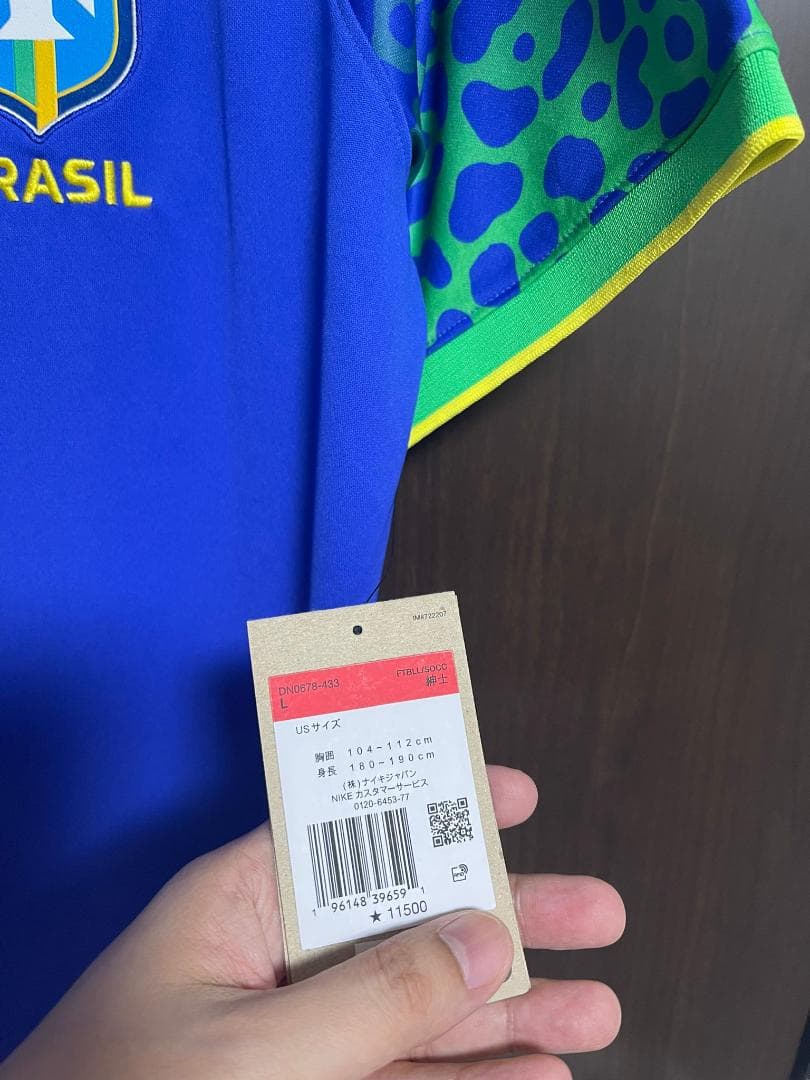 RASIL
IM8722207
DN0678-433
FTBLL/SOCC
L
紳士
USサイズ
胸囲 104~112cm
身長 180~190cm
(株)ナイキジャパン
NIKE カスタマーサービス
0120-6453-77
1 96148 39659 1
★ 11500